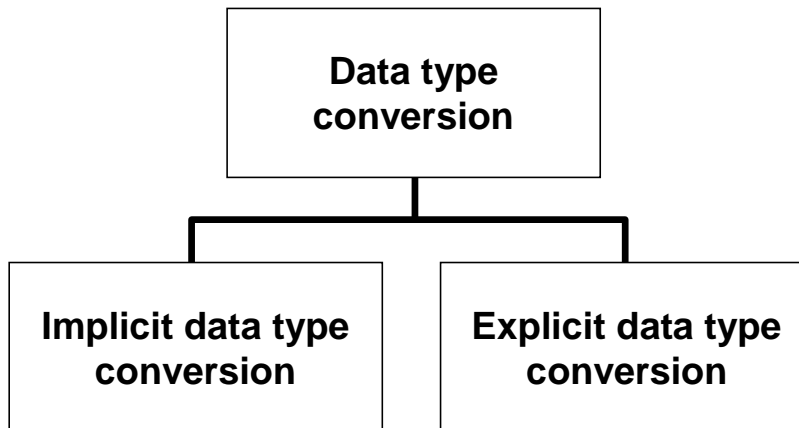 Data type
conversion
Implicit data type
conversion
Explicit data type
conversion